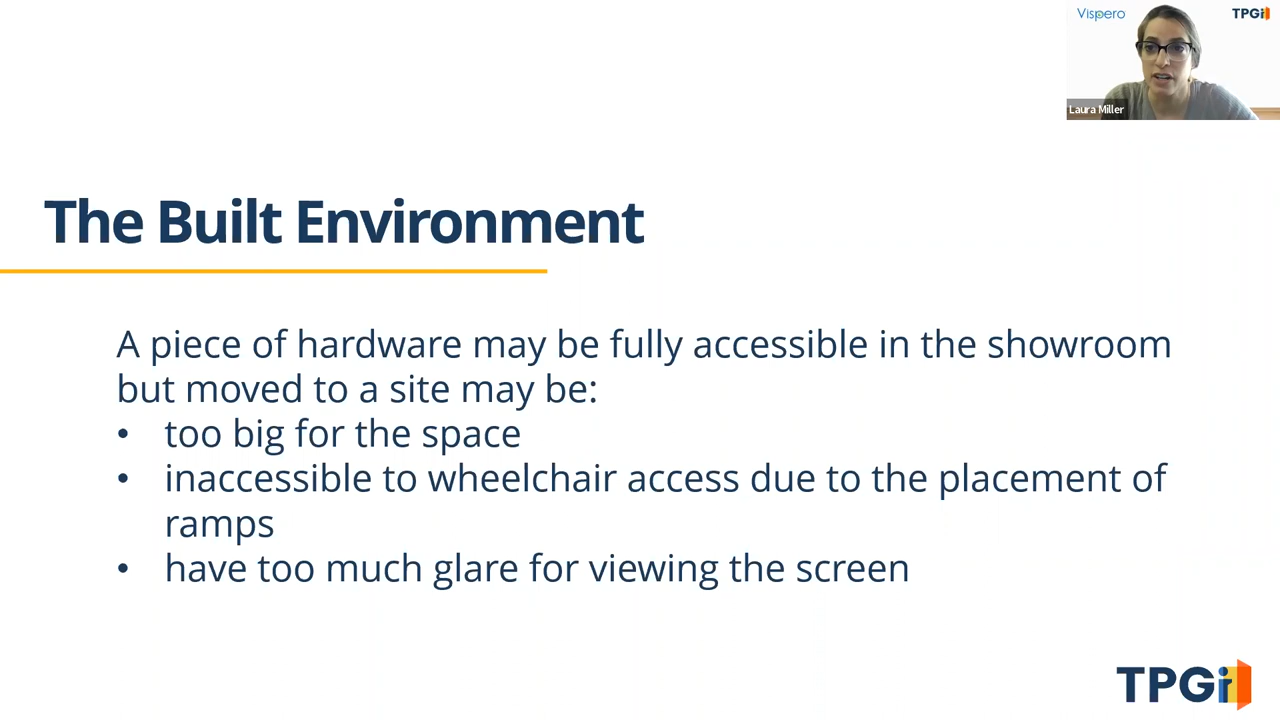 Vispero
TPGi
Laura Miller
The Built Environment
A piece of hardware may be fully accessible in the showroom
but moved to a site may be:
• too big for the space
• inaccessible to wheelchair access due to the placement of
ramps
• have too much glare for viewing the screen
TPGi